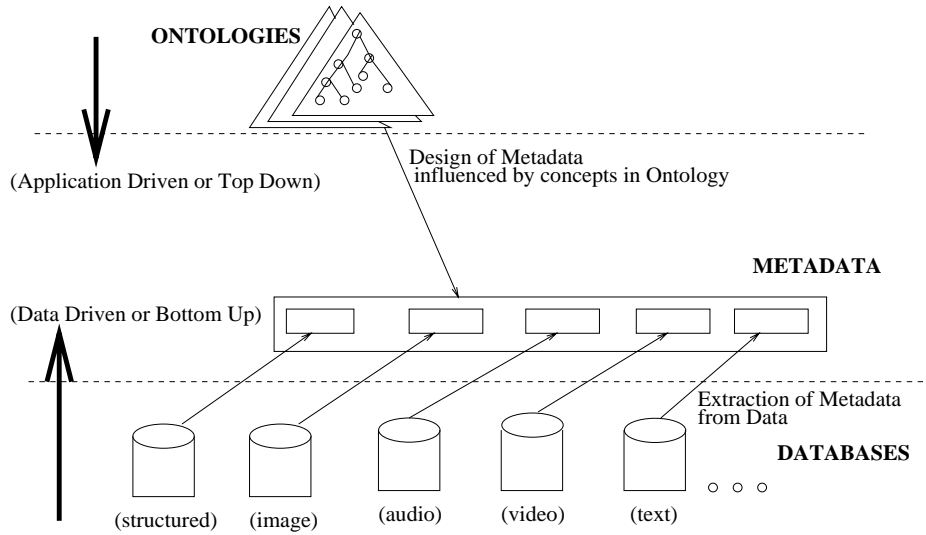 ONTOLOGIES
Design of Metadata
influenced by concepts in Ontology
(Application Driven or Top Down)
METADATA
(Data Driven or Bottom Up)
Extraction of Metadata
from Data
DATABASES
(structured)
(image)
(audio)
(video)
(text)